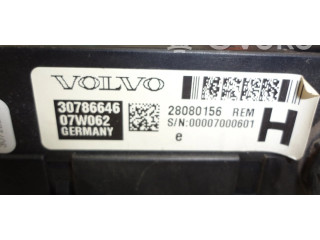 VOLVO
30786646
07W062
GERMANY
28080156 REM
S/N:00007000601
e
H